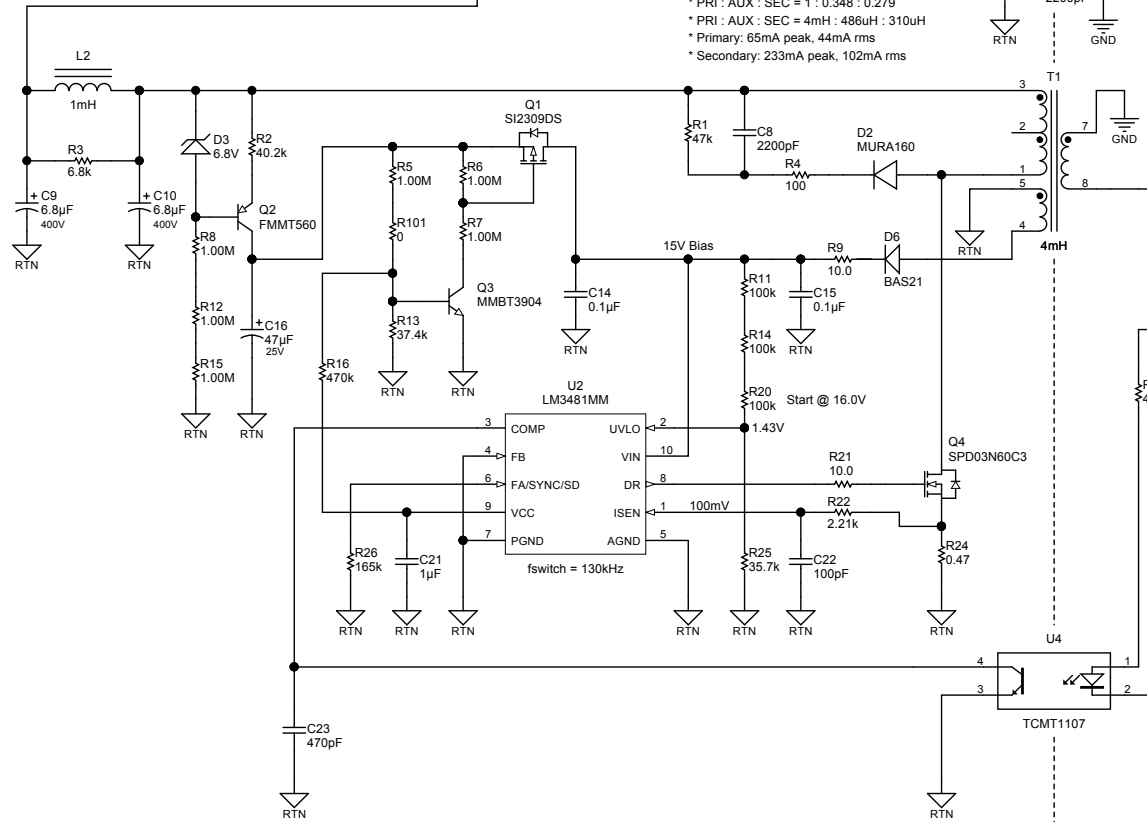 * PRI : AUX : SEC = 1 : 0.348 : 0.279
* PRI : AUX : SEC = 4mH : 486uH : 310uH
* Primary: 65mA peak, 44mA rms
* Secondary: 233mA peak, 102mA rms
2200pF
RTN
GND
L2
1mH
R3
6.8k
+ C9
6.8µF
400V
RTN
+ C10
6.8µF
400V
RTN
D3
6.8V
R2
40.2k
Q2
FMMT560
R8
1.00M
R12
1.00M
R15
1.00M
RTN
+ C16
47µF
25V
RTN
R5
1.00M
R101
0
R13
37.4k
RTN
R16
470k
R6
1.00M
R7
1.00M
Q3
MMBT3904
RTN
Q1
SI2309DS
C14
0.1µF
RTN
R1
47k
C8
2200pF
R4
100
D2
MURA160
T1
3
2
1
5
4
7
8
4mH
GND
RTN
15V Bias
R9
10.0
D6
BAS21
R11
100k
C15
0.1µF
RTN
R14
100k
R20
100k
Start @ 16.0V
1.43V
U2
LM3481MM
3 COMP
4 FB
6 FA/SYNC/SD
9 VCC
7 PGND
UVLO 2
VIN 10
DR 8
ISEN 1
AGND 5
fswitch = 130kHz
100mV
R21
10.0
R22
2.21k
Q4
SPD03N60C3
R24
0.47
RTN
R26
165k
RTN
C21
1µF
RTN
RTN
RTN
R25
35.7k
RTN
C22
100pF
RTN
U4
4
3
1
2
TCMT1107
C23
470pF
RTN
RTN